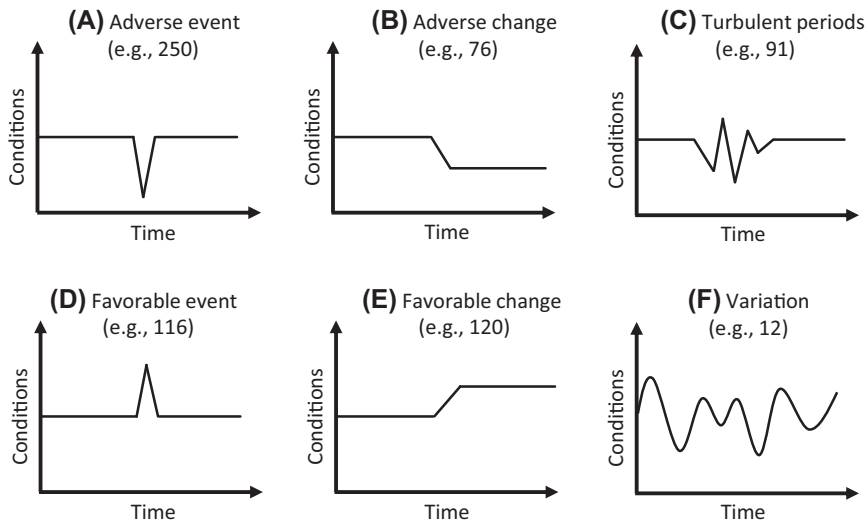 (A) Adverse event
(e.g., 250)
Conditions
Time
(B) Adverse change
(e.g., 76)
Conditions
Time
(C) Turbulent periods
(e.g., 91)
Conditions
Time
(D) Favorable event
(e.g., 116)
Conditions
Time
(E) Favorable change
(e.g., 120)
Conditions
Time
(F) Variation
(e.g., 12)
Conditions
Time